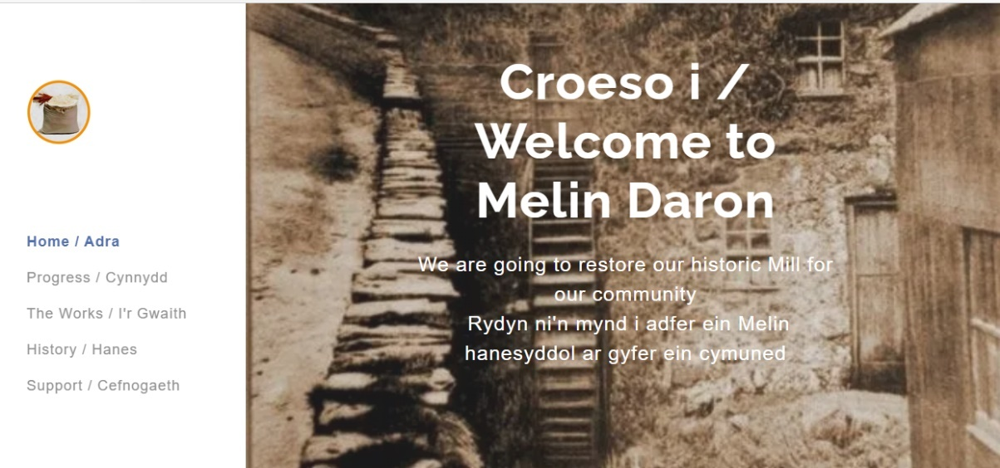 Home / Adra
Progress / Cynnydd
The Works / I'r Gwaith
History / Hanes
Support / Cefnogaeth
Croeso i /
Welcome to
Melin Daron
We are going to restore our historic Mill for
our community
Rydyn ni'n mynd i adfer ein Melin
hanesyddol ar gyfer ein cymuned